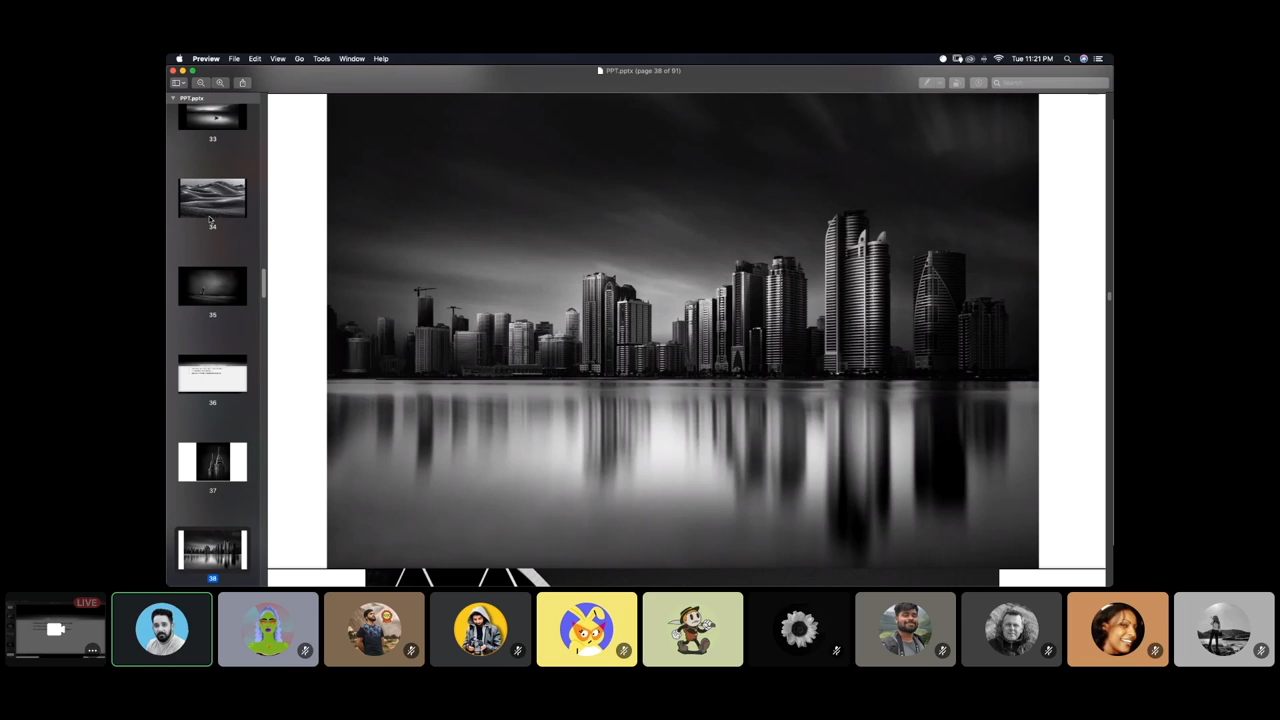 Preview File Edit View Go Tools Window Help
Tue 11:21 PM
PPT.pptx (page 38 of 91)
Search
PPT.pptx
33
34
35
36
37
38
LIVE